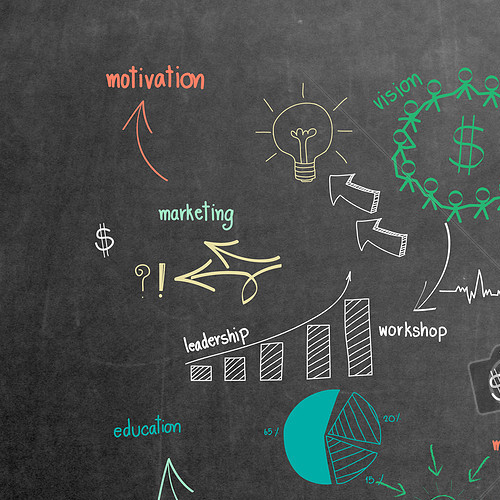 motivation
vision
$
marketing
$
?!
leadership
workshop
65%
20%
15%
education
$